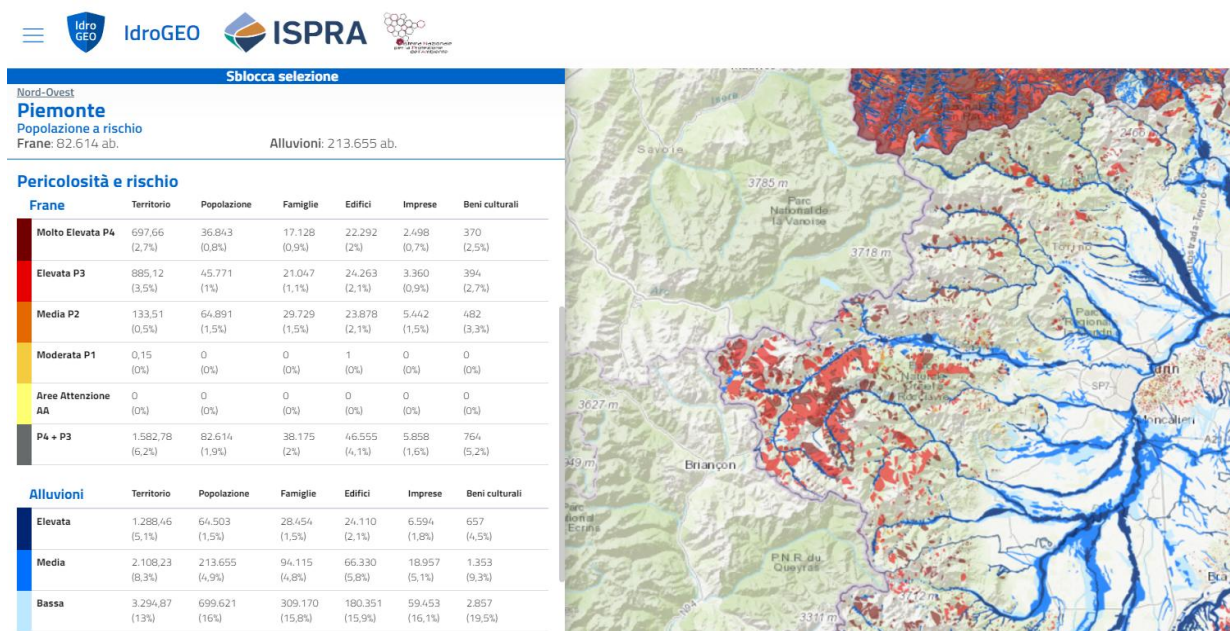 Idro
GEO
IdroGEO
ISPRA
Sblocca selezione
Nord-Ovest
Piemonte
Popolazione a rischio
Frane: 82.614 ab. Alluvioni: 213.655 ab.
Pericolosità e rischio
Frane Territorio Popolazione Famiglie Edifici Imprese Beni culturali
Molto Elevata P4 697,66 36.843 17.128 22.292 2.498 370
(2,7%) (0,8%) (0,9%) (2%) (0,7%) (2,5%)
Elevata P3 885,12 45.771 21.047 24.263 3.360 394
(3,5%) (1%) (1,1%) (2,1%) (0,9%) (2,7%)
Media P2 133,51 64.891 29.729 23.878 5.442 482
(0,5%) (1,5%) (1,5%) (2,1%) (1,5%) (3,3%)
Moderata P1 0,15 0 0 1 0 0
(0%) (0%) (0%) (0%) (0%) (0%)
Aree Attenzione 0 0 0 0 0 0
AA (0%) (0%) (0%) (0%) (0%) (0%)
P4 + P3 1.582,78 82.614 38.175 46.555 5.858 764
(6,2%) (1,9%) (2%) (4,1%) (1,6%) (5,2%)
Alluvioni Territorio Popolazione Famiglie Edifici Imprese Beni culturali
Elevata 1.288,46 64.503 28.454 24.110 6.594 657
(5,1%) (1,5%) (1,5%) (2,1%) (1,8%) (4,5%)
Media 2.108,23 213.655 94.115 66.330 18.957 1.353
(8,3%) (4,9%) (4,8%) (5,8%) (5,1%) (9,3%)
Bassa 3.294,87 699.621 309.170 180.351 59.453 2.857
(13%) (16%) (15,8%) (15,9%) (16,1%) (19,5%)
Isère
Savoie
3785 m
Parc
National de
la Vanoise
3718 m
Arc
2466
Torino
3627 m
SP7
Moncalieri
Briançon
P.N.R. du
Queyras
3712 m
3311 m